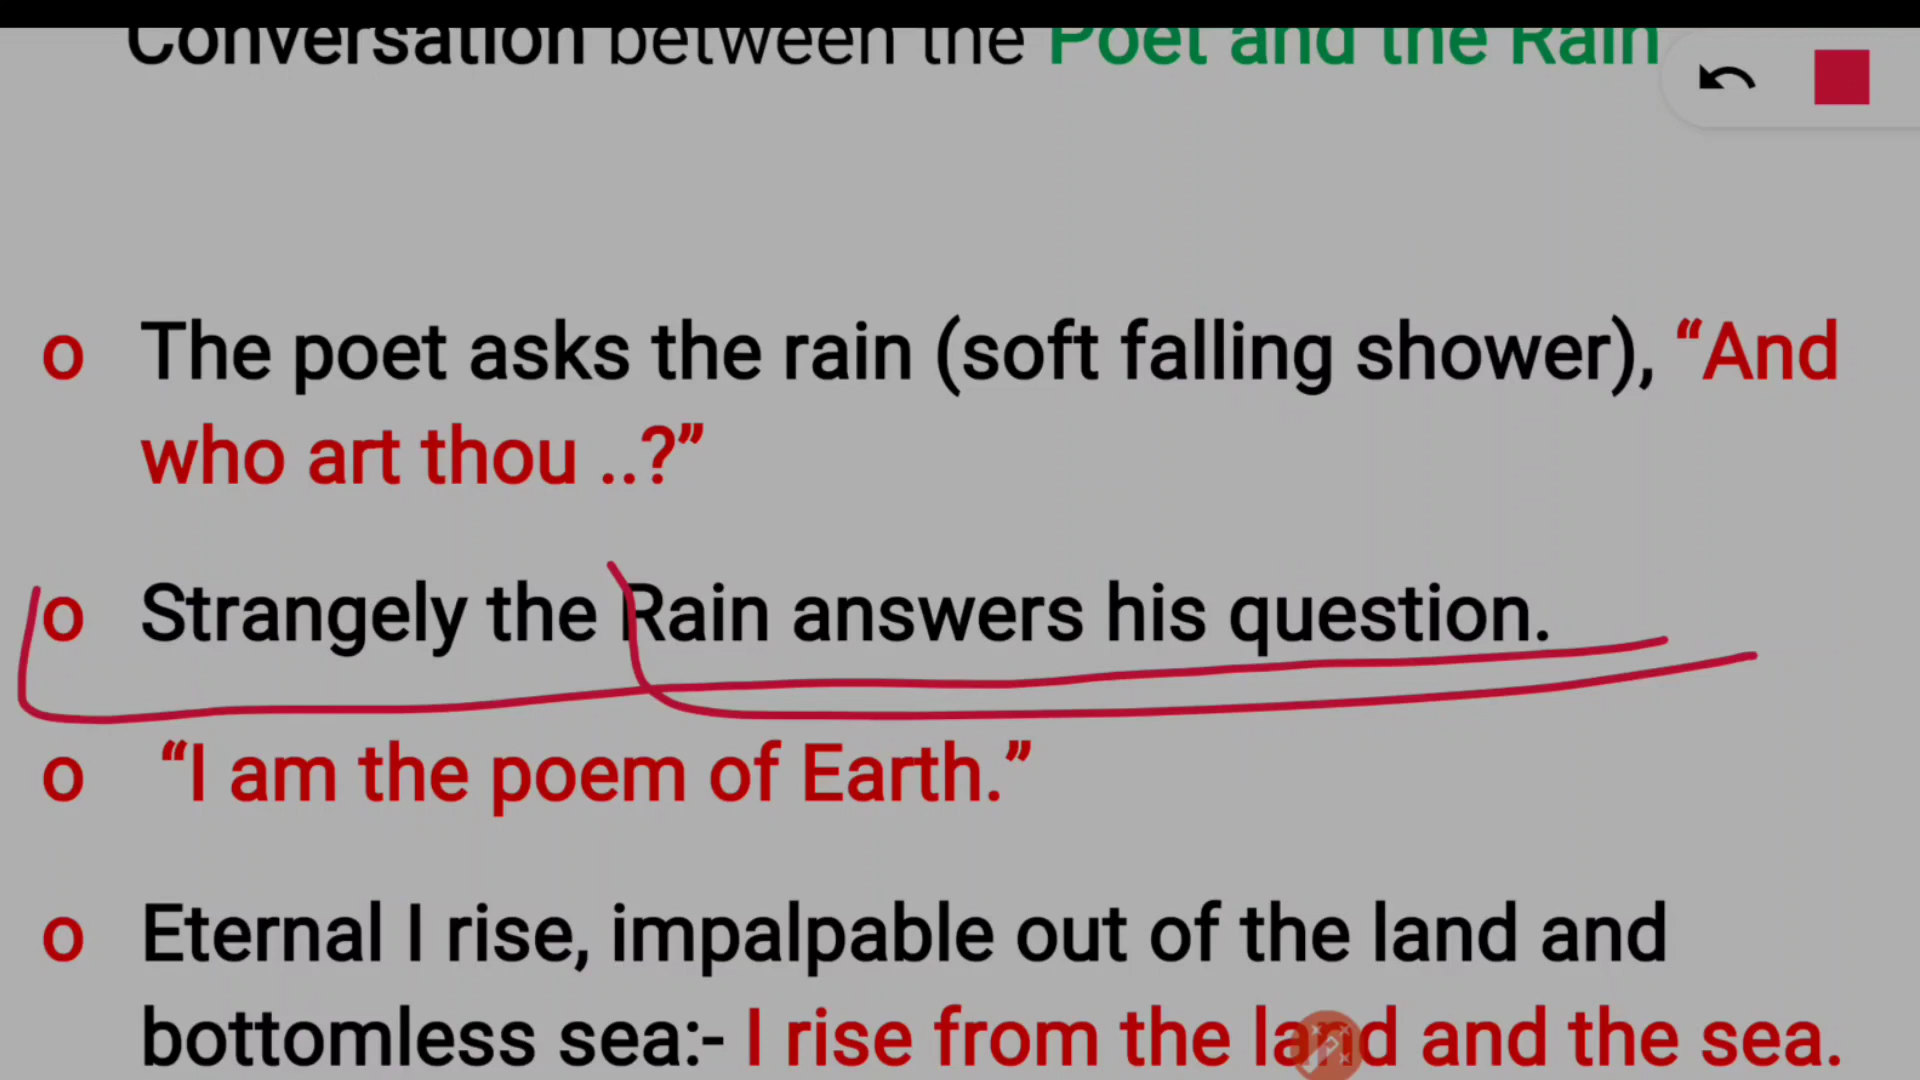 Conversation between the Poet and the Rain
o The poet asks the rain (soft falling shower), “And
who art thou ..?”
o Strangely the Rain answers his question.
o “I am the poem of Earth.”
o Eternal I rise, impalpable out of the land and
bottomless sea:- I rise from the land and the sea.